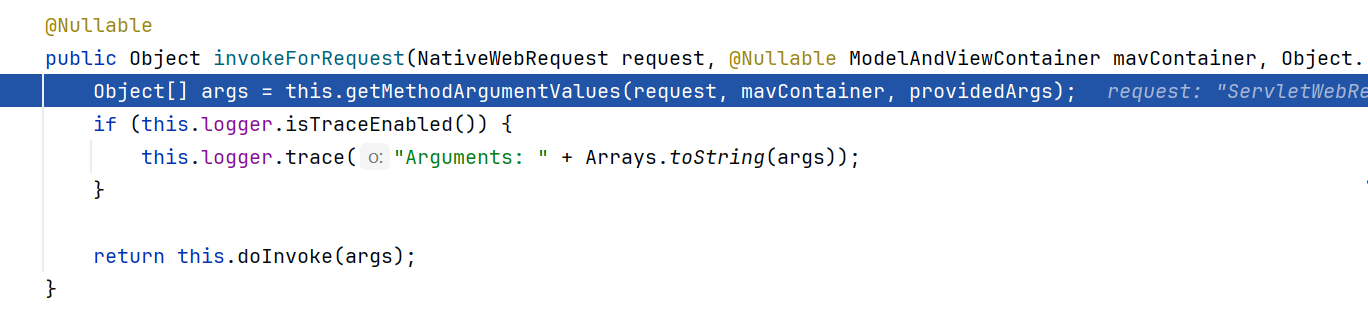 @Nullable
public Object invokeForRequest(NativeWebRequest request, @Nullable ModelAndViewContainer mavContainer, Object.
Object[] args = this.getMethodArgumentValues(request, mavContainer, providedArgs); request: "ServletWebRe
if (this.logger.isTraceEnabled()) {
this.logger.trace( o: "Arguments: " + Arrays.toString(args));
}
return this.doInvoke(args);
}